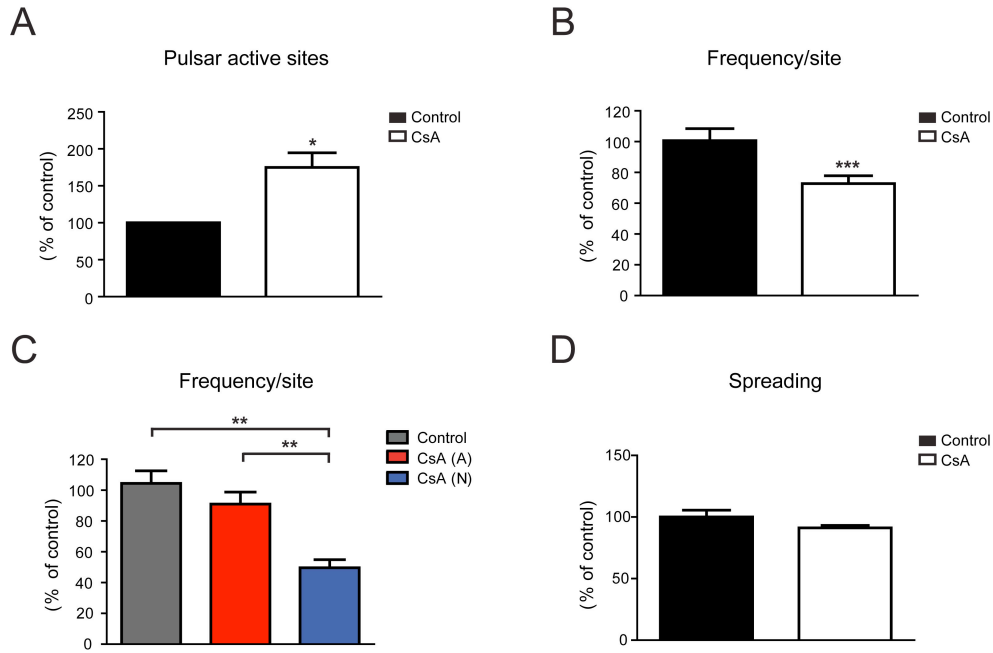 A
Pulsar active sites
(% of control)
250
200
150
100
50
0
*
Control
CsA
B
Frequency/site
(% of control)
120
100
80
60
40
20
0
***
Control
CsA
C
Frequency/site
(% of control)
120
100
80
60
40
20
0
**
**
Control
CsA (A)
CsA (N)
D
Spreading
(% of control)
150
100
50
0
Control
CsA